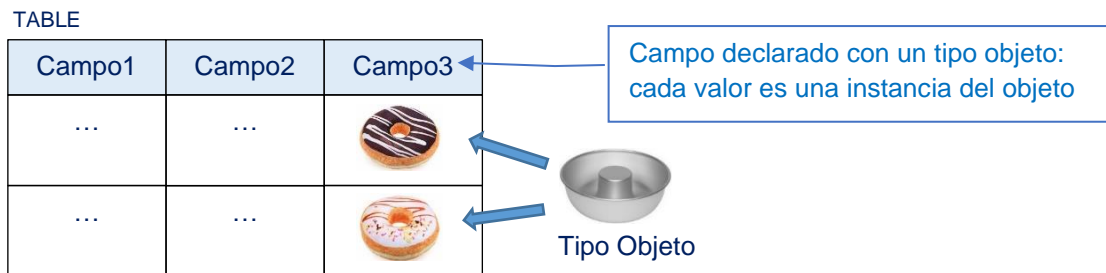 TABLE
Campo1 Campo2 Campo3
… …
… …
Campo declarado con un tipo objeto:
cada valor es una instancia del objeto
Tipo Objeto